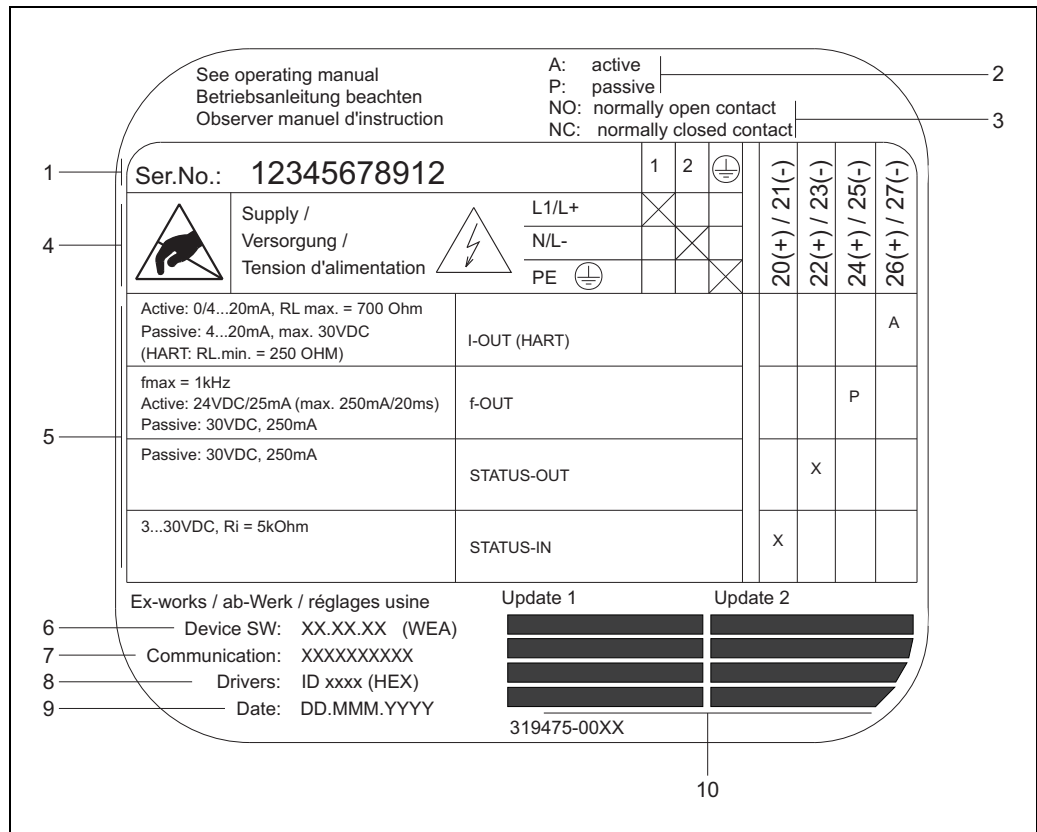 See operating manual
Betriebsanleitung beachten
Observer manuel d'instruction
A: active
P: passive
NO: normally open contact
NC: normally closed contact
2
3
1
Ser.No.: 12345678912
1 2
20(+) / 21(-)
22(+) / 23(-)
24(+) / 25(-)
26(+) / 27(-)
4
Supply /
Versorgung /
Tension d'alimentation
L1/L+
N/L-
PE
5
Active: 0/4...20mA, RL max. = 700 Ohm
Passive: 4...20mA, max. 30VDC
(HART: RL.min. = 250 OHM)
I-OUT (HART)
A
fmax = 1kHz
Active: 24VDC/25mA (max. 250mA/20ms)
Passive: 30VDC, 250mA
f-OUT
P
Passive: 30VDC, 250mA
STATUS-OUT
X
3...30VDC, Ri = 5kOhm
STATUS-IN
X
Ex-works / ab-Werk / réglages usine
Update 1
Update 2
6
Device SW: XX.XX.XX (WEA)
7
Communication: XXXXXXXXXX
8
Drivers: ID xxxx (HEX)
9
Date: DD.MMM.YYYY
319475-00XX
10